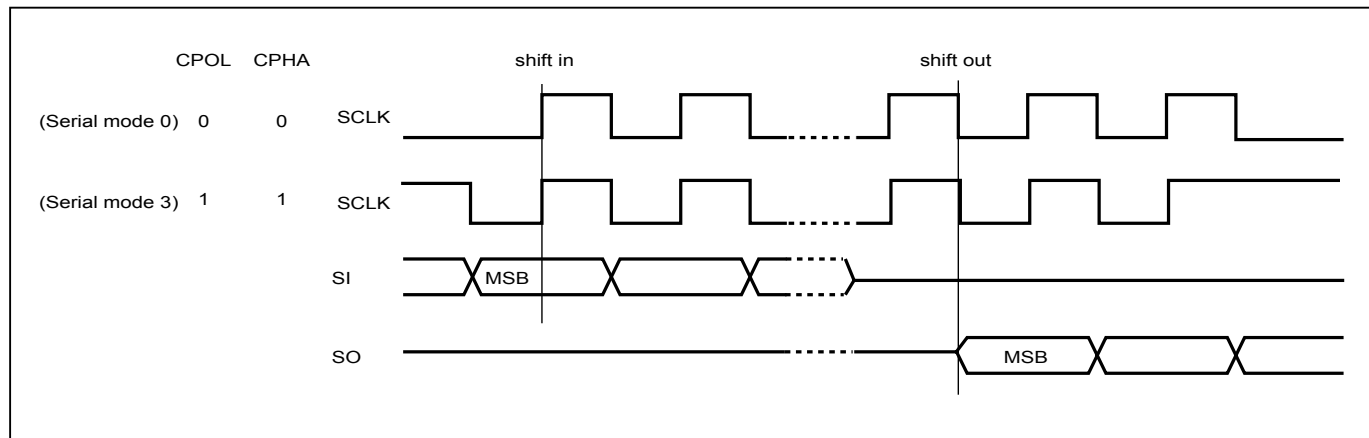 CPOL CPHA shift in shift out
(Serial mode 0) 0 0 SCLK
(Serial mode 3) 1 1 SCLK
SI MSB
SO MSB